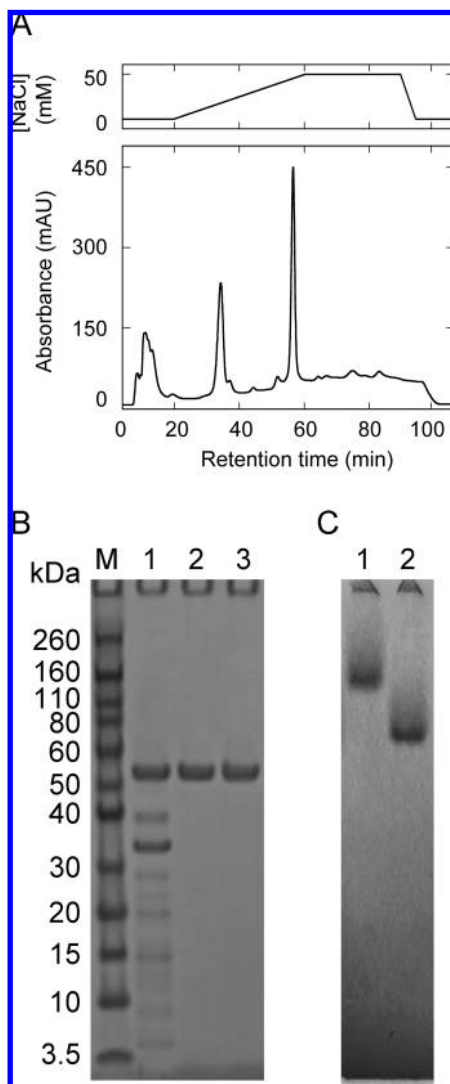 A
[NaCl]
(mM)
50
0
Absorbance (mAU)
450
300
150
0
0 20 40 60 80 100
Retention time (min)
B
C
kDa M 1 2 3
1 2
260
160
110
80
60
50
40
30
20
15
10
3.5